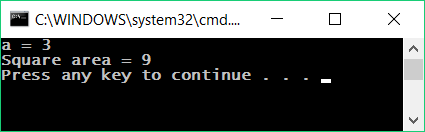 C:\WINDOWS\system32\cmd....
a = 3
Square area = 9
Press any key to continue . . .